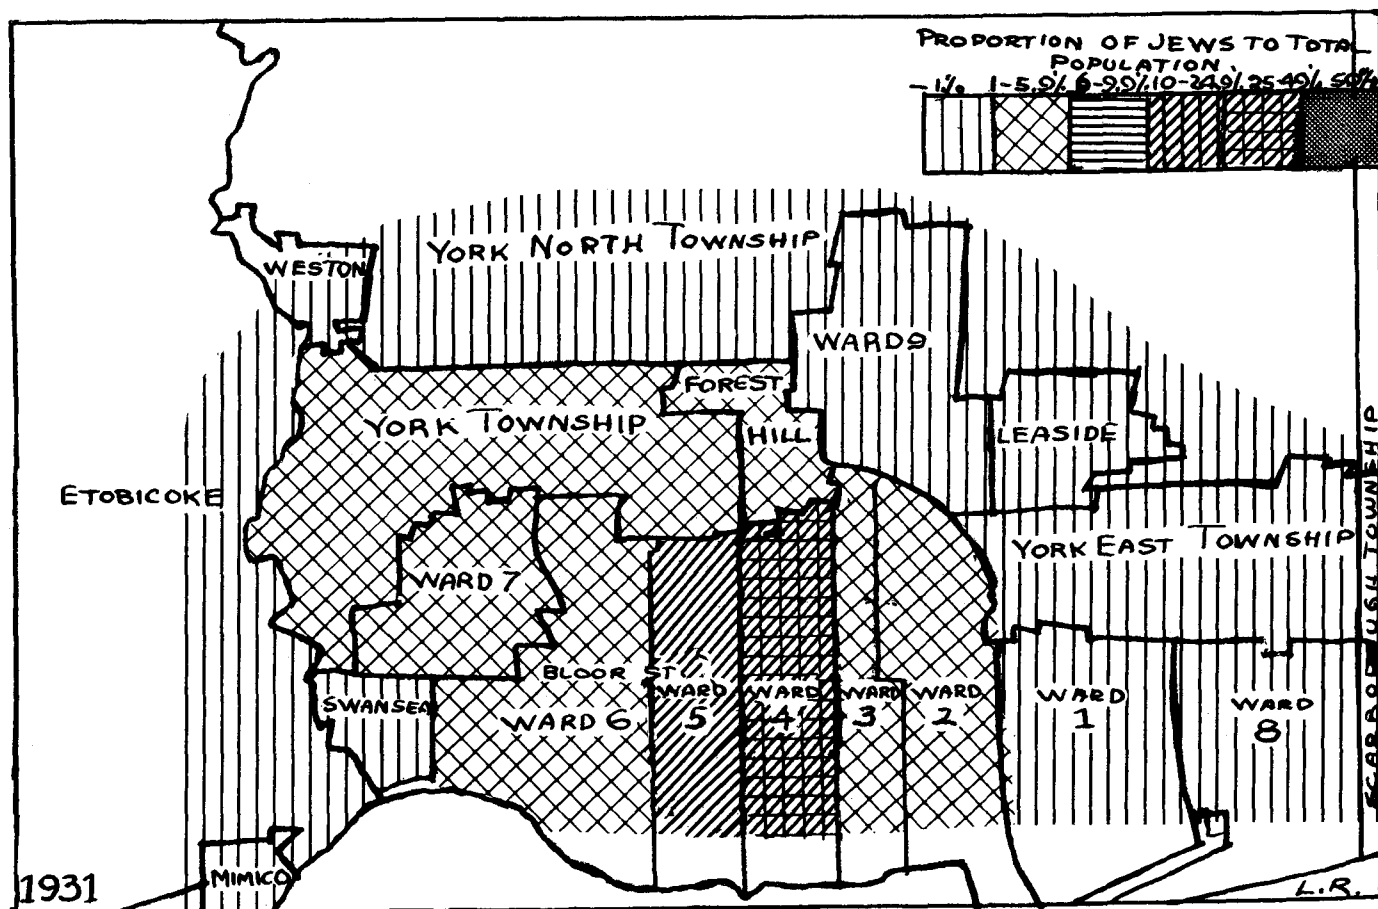 PROPORTION OF JEWS TO TOTAL
POPULATION.
-1% 1-5.9% 6-9.9% 10-24.9% 25-49% 50%
YORK NORTH TOWNSHIP
WESTON
WARD 9
FOREST
HILL
YORK TOWNSHIP
LEASIDE
ETOBICOKE
YORK EAST TOWNSHIP
WARD 7
BLOOR ST
SWANSEA
WARD 6
WARD
5
WARD
4
WARD
3
WARD
2
WARD
1
WARD
8
SCARBOROUGH TOWNSHIP
MIMICO
1931
L.R.